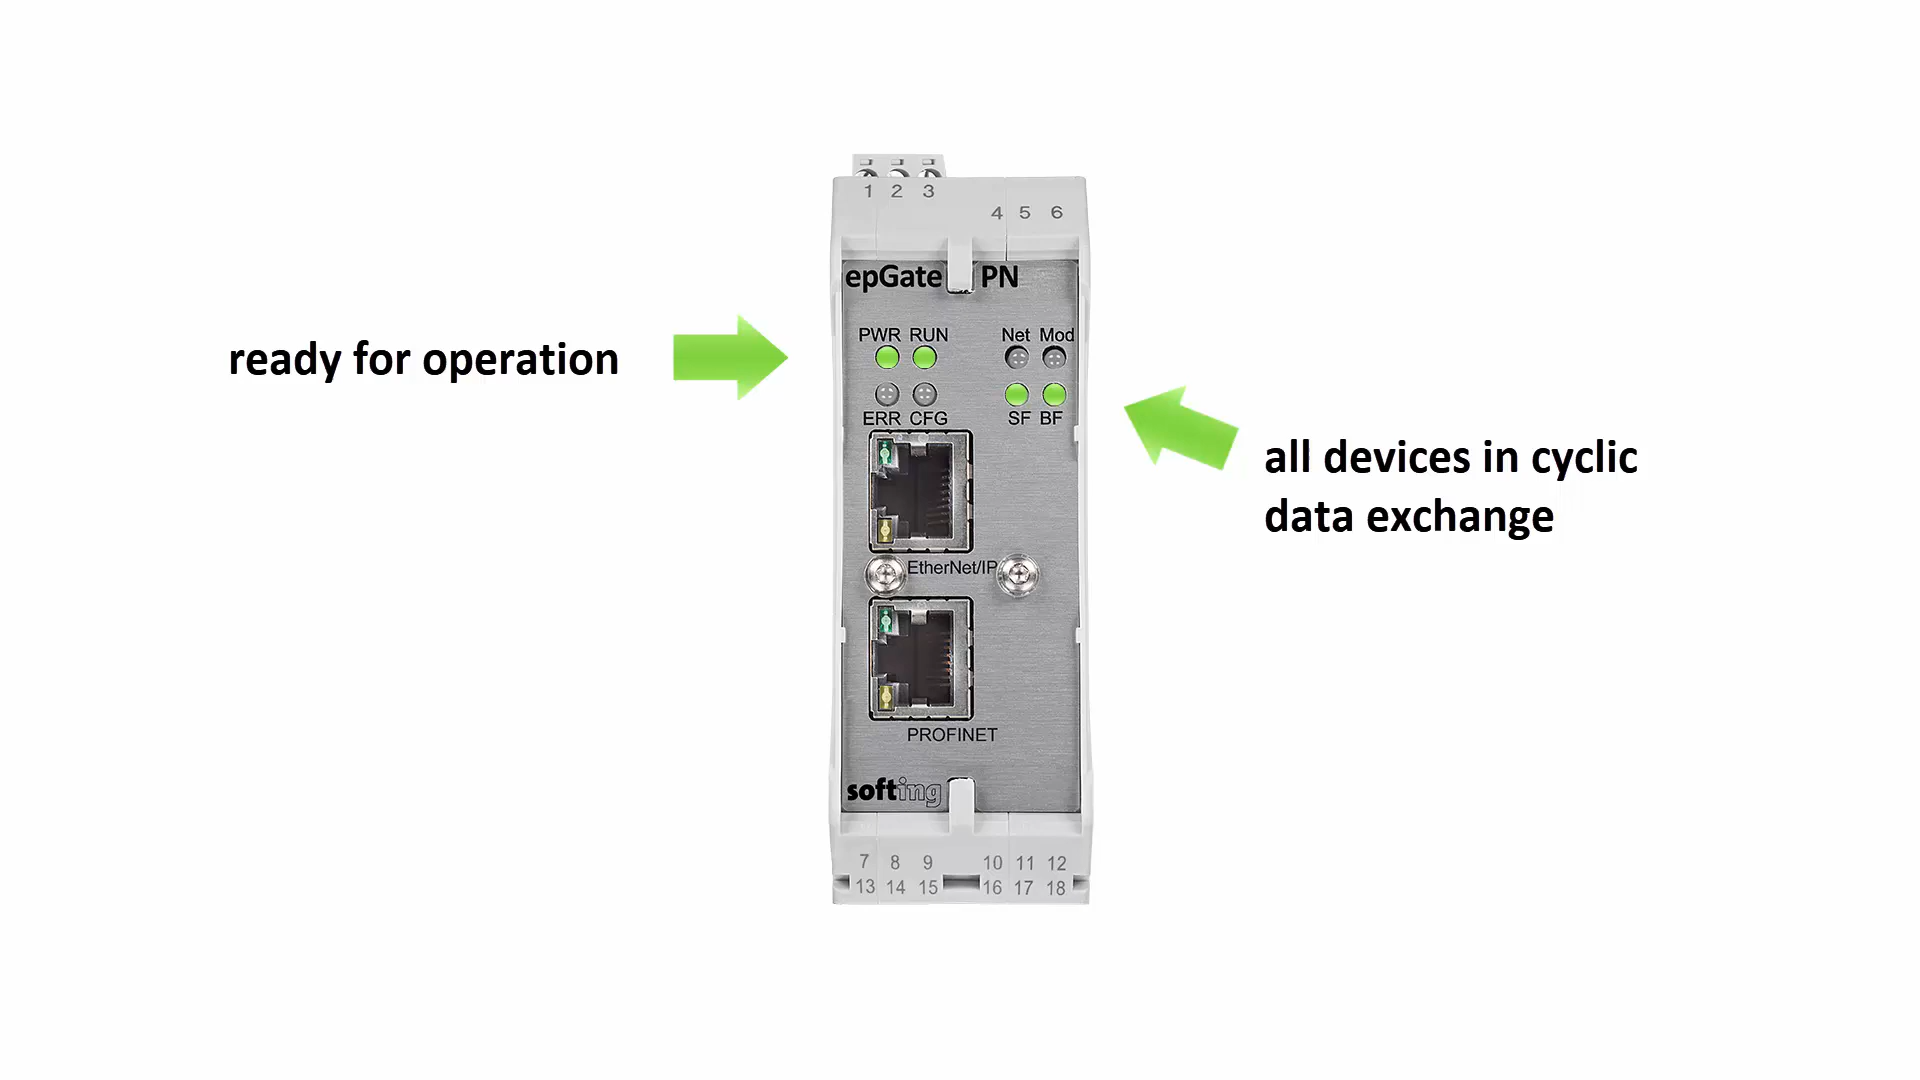 1 2 3
4 5 6
epGate PN
PWR RUN Net Mod
ready for operation
ERR CFG SF BF
all devices in cyclic
data exchange
EtherNet/IP
PROFINET
softing
7 8 9 10 11 12
13 14 15 16 17 18